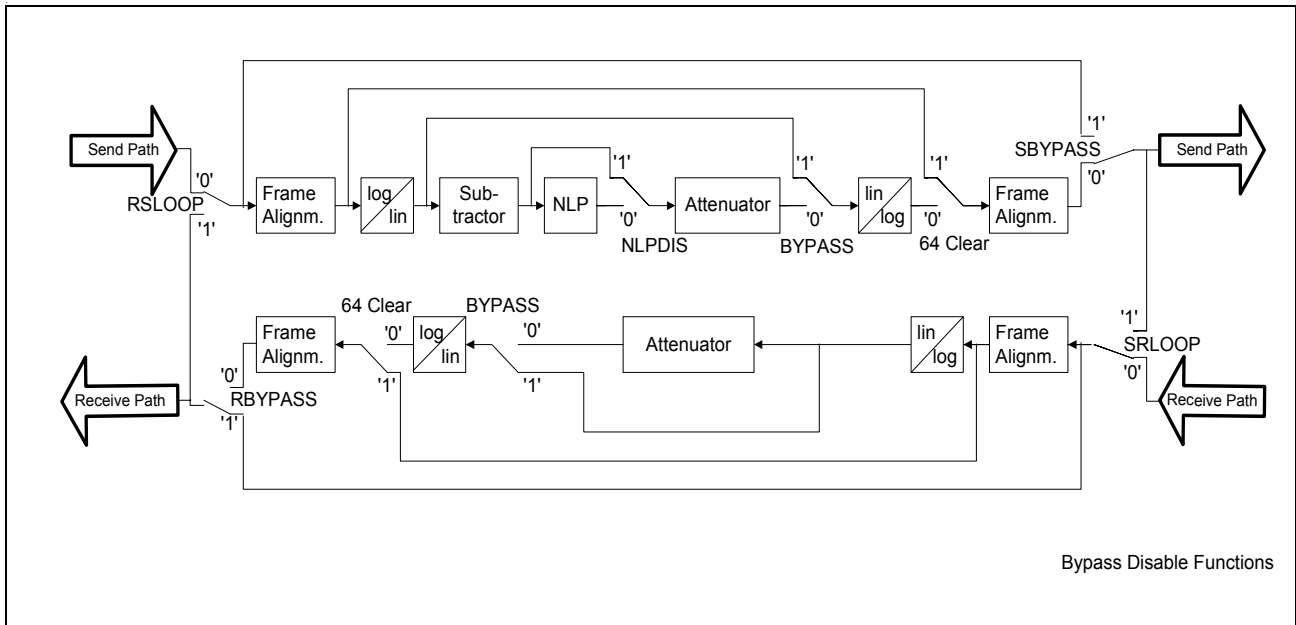 Send Path
'0'
RSLOOP
'1'
Frame
Alignm.
log
lin
Sub-
tractor
NLP
'1'
'0'
NLPDIS
Attenuator
'1'
'0'
BYPASS
lin
log
'1'
'0'
64 Clear
Frame
Alignm.
'1'
SBYPASS
'0'
Send Path
Receive Path
'0'
RBYPASS
'1'
Frame
Alignm.
64 Clear
'0'
'1'
log
lin
BYPASS
'0'
'1'
Attenuator
lin
log
Frame
Alignm.
'1'
SRLOOP
'0'
Receive Path
Bypass Disable Functions